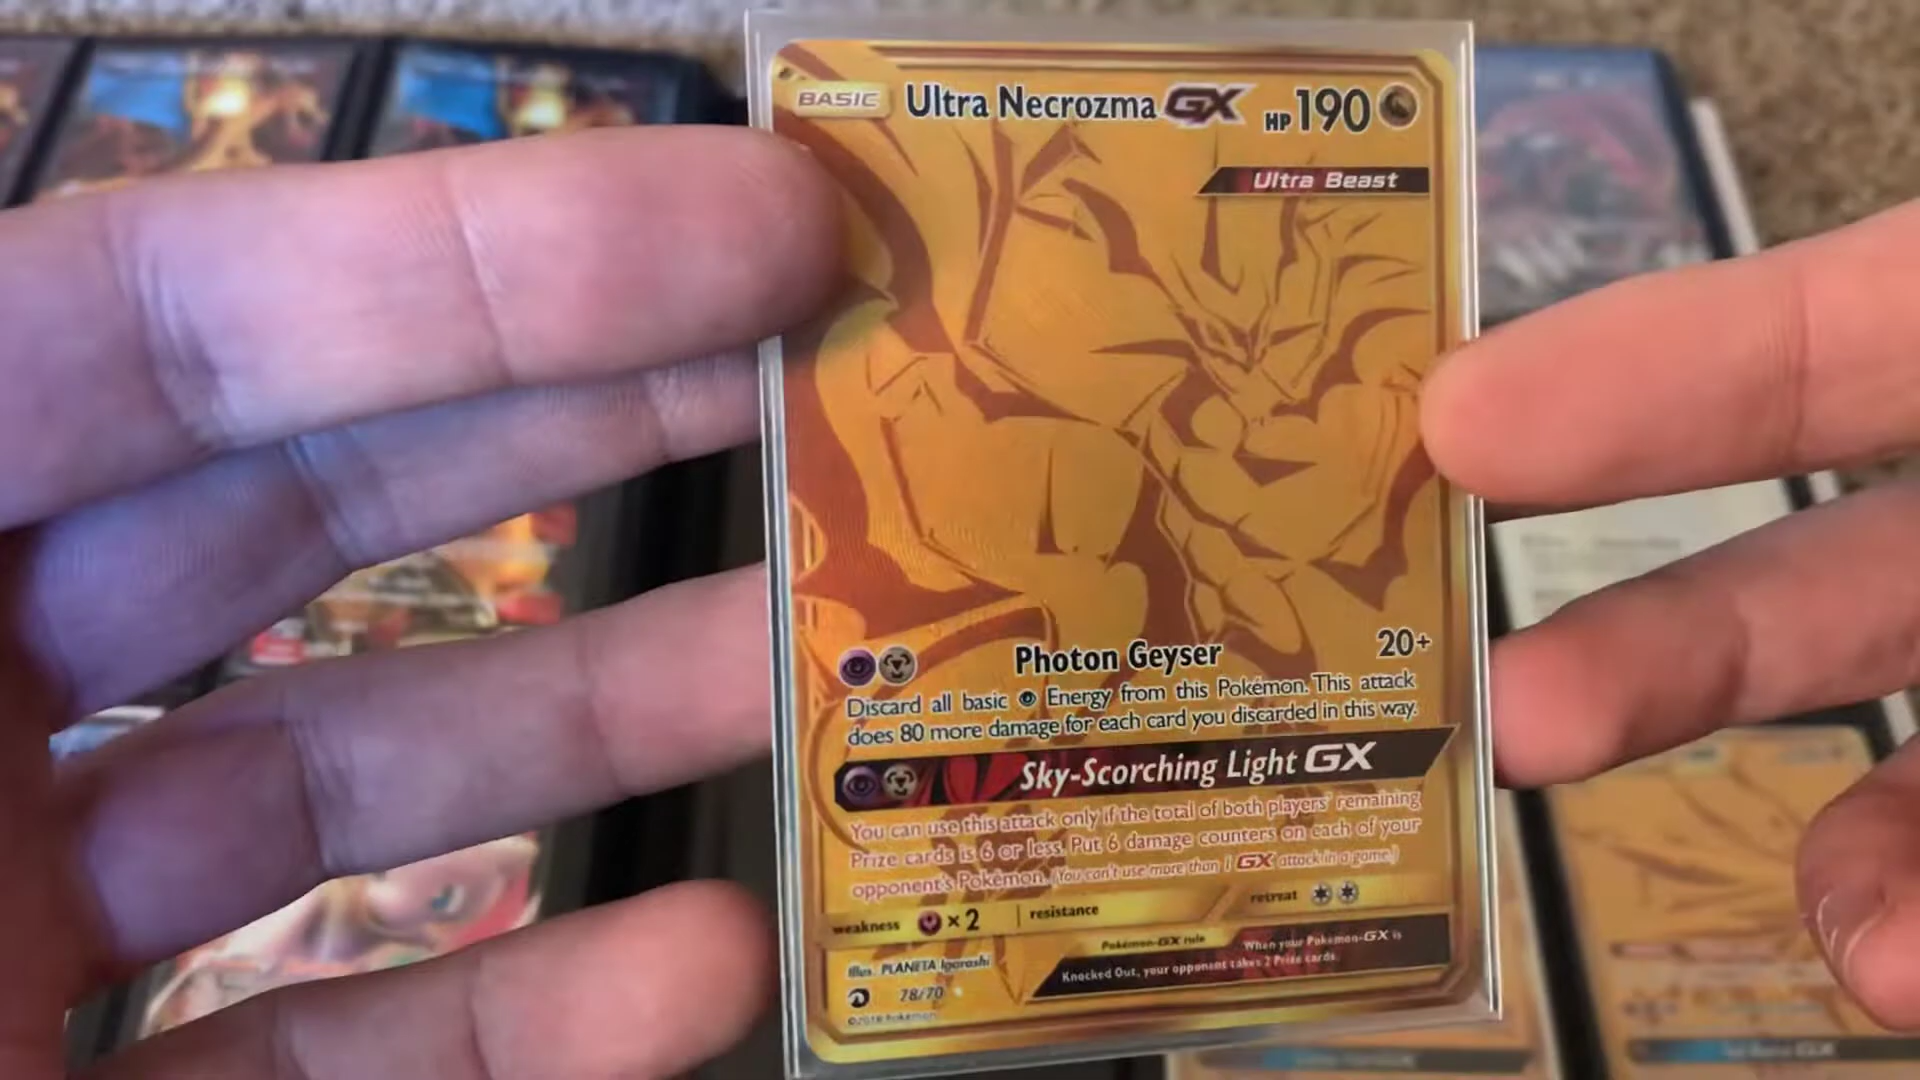 BASIC Ultra Necrozma GX HP 190
Ultra Beast
Photon Geyser 20+
Discard all basic Energy from this Pokémon. This attack
does 80 more damage for each card you discarded in this way.
Sky-Scorching Light GX
You can use this attack only if the total of both players' remaining
Prize cards is 6 or less. Put 6 damage counters on each of your
opponent's Pokémon. (You can't use more than 1 GX attack in a game.)
weakness ×2 resistance retreat
Pokémon-GX rule When your Pokémon-GX is
Knocked Out, your opponent takes 2 Prize cards.
Illus. PLANETA Igarashi
78/70
©2018 Pokémon